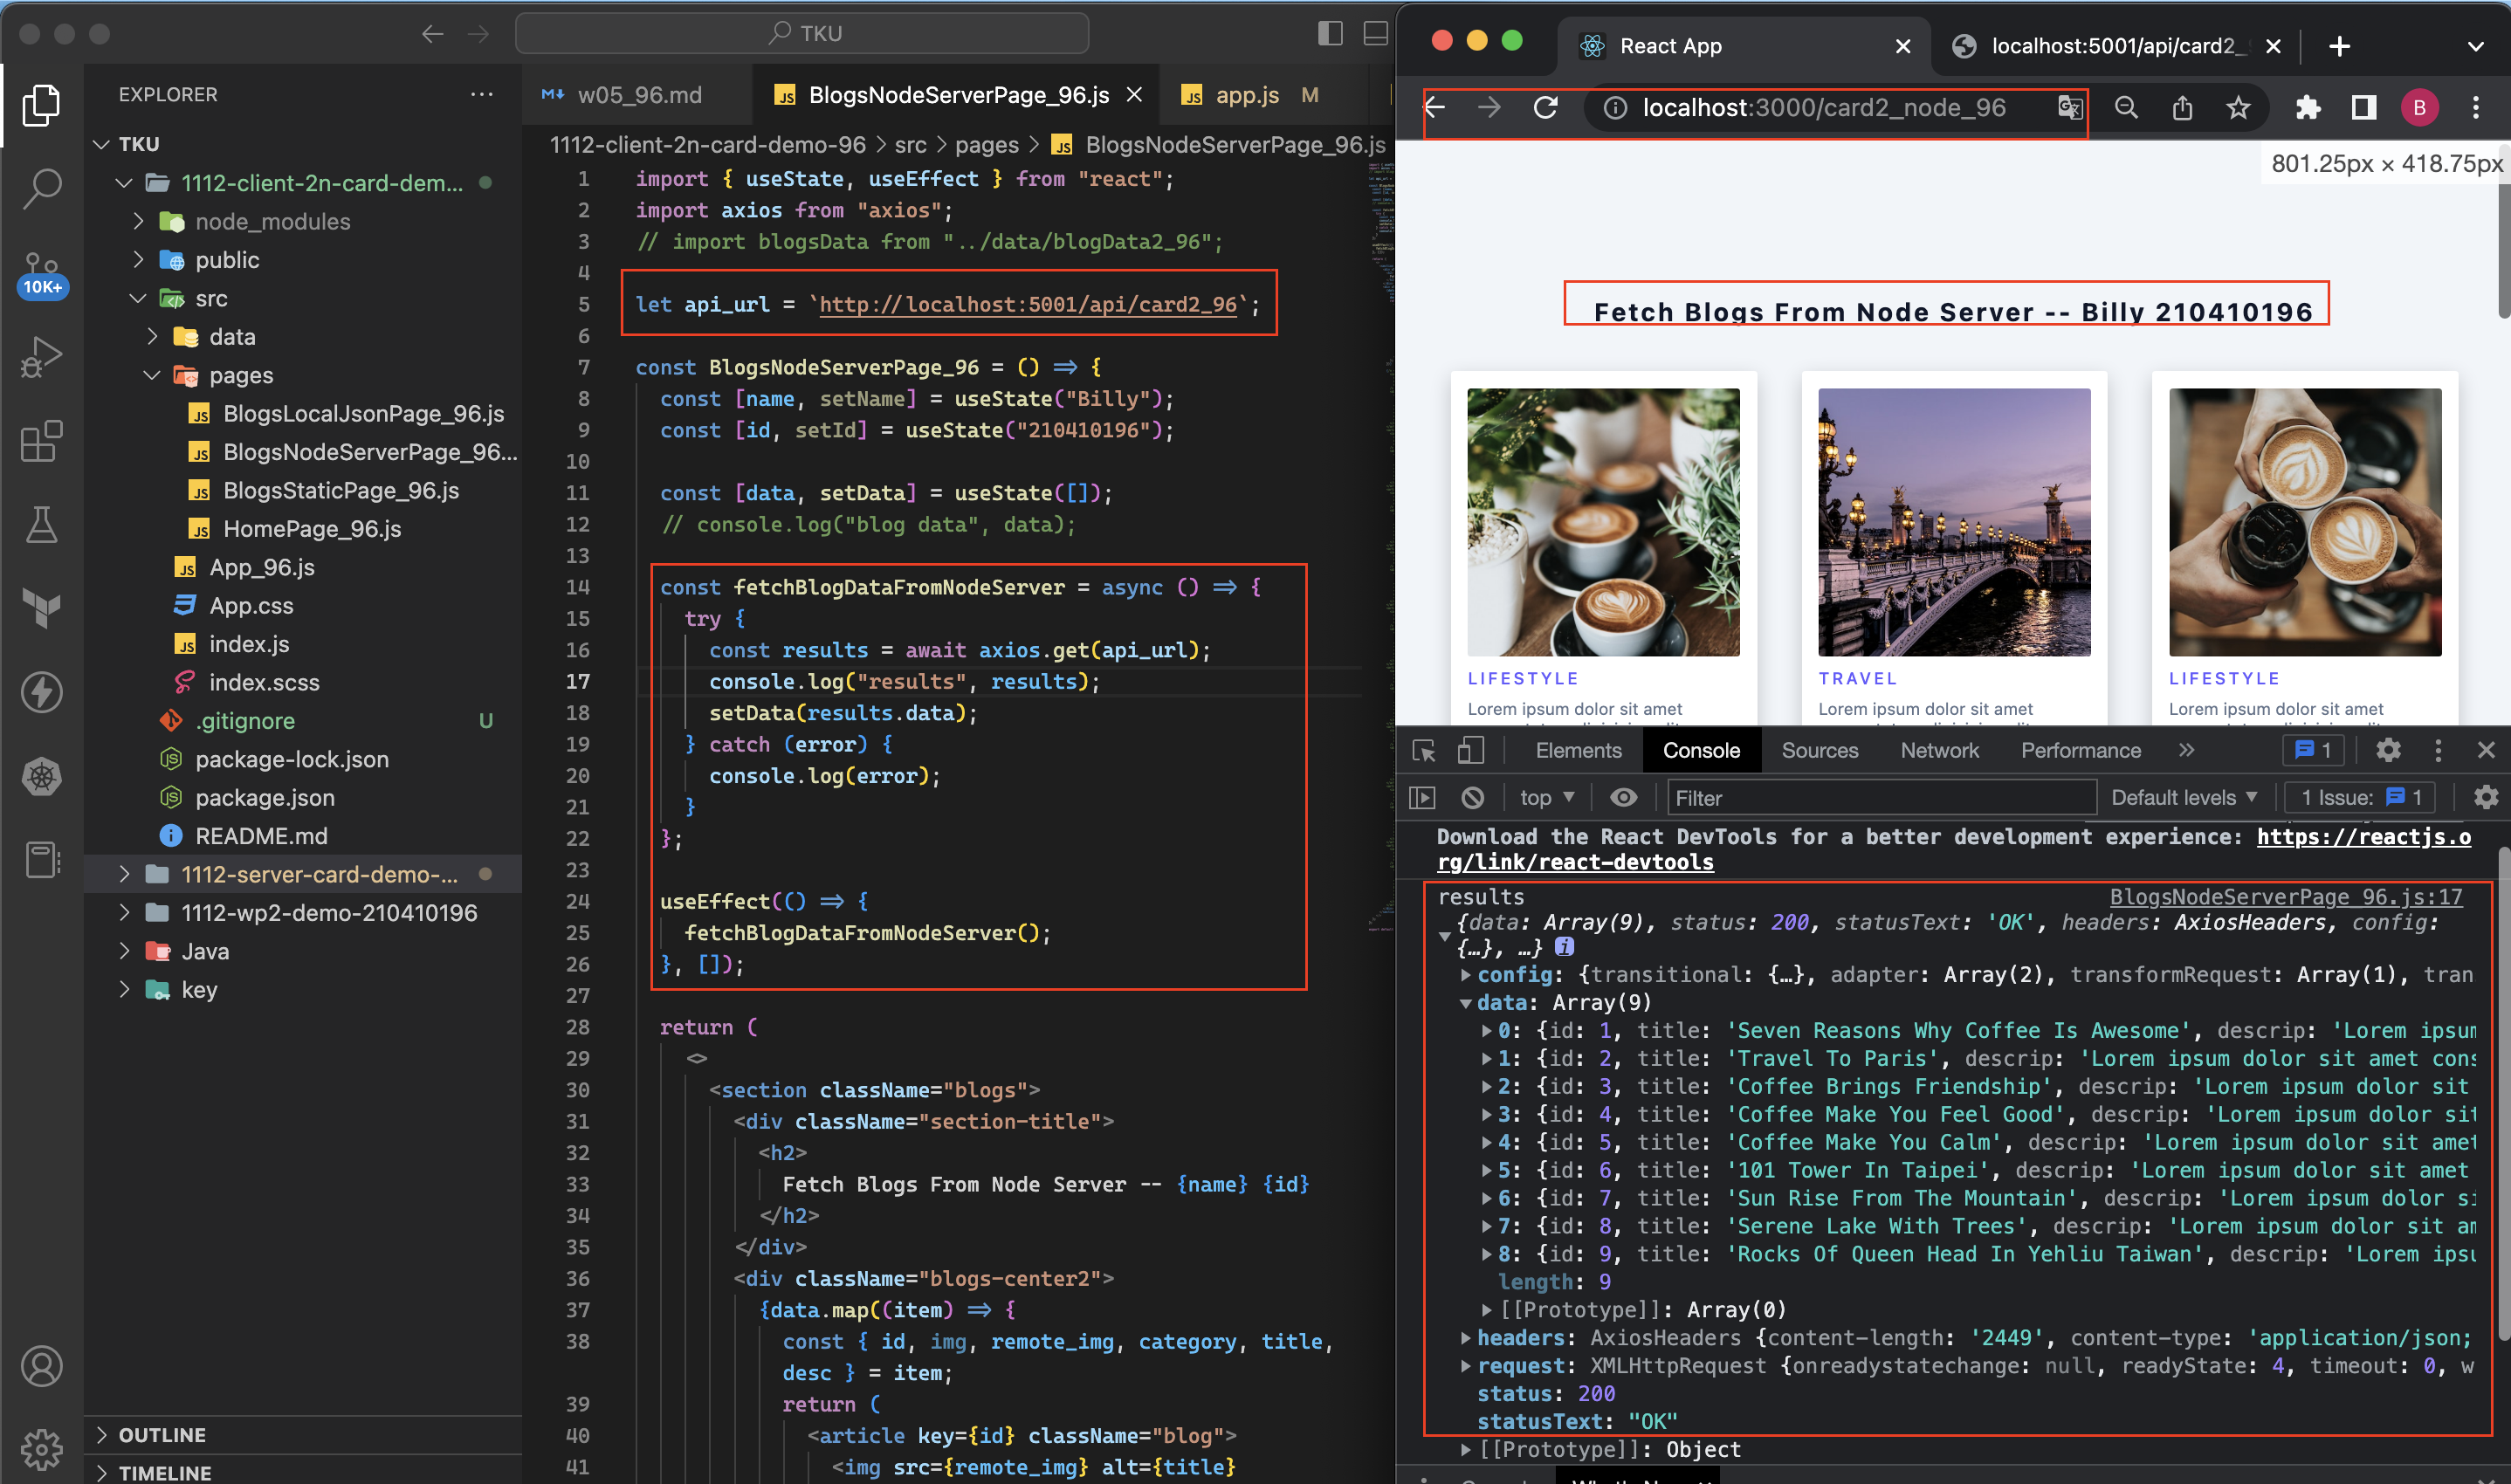 TKU
EXPLORER
TKU
1112-client-2n-card-dem...
node_modules
public
src
data
pages
BlogsLocalJsonPage_96.js
BlogsNodeServerPage_96...
BlogsStaticPage_96.js
HomePage_96.js
App_96.js
App.css
index.js
index.scss
.gitignore U
package-lock.json
package.json
README.md
1112-server-card-demo-...
1112-wp2-demo-210410196
Java
key
OUTLINE
TIMELINE
10K+
w05_96.md
BlogsNodeServerPage_96.js
app.js M
1112-client-2n-card-demo-96 > src > pages > BlogsNodeServerPage_96.js
1 import { useState, useEffect } from "react";
2 import axios from "axios";
3 // import blogsData from "../data/blogData2_96";
4
5 let api_url = `http://localhost:5001/api/card2_96`;
6
7 const BlogsNodeServerPage_96 = () => {
8 const [name, setName] = useState("Billy");
9 const [id, setId] = useState("210410196");
10
11 const [data, setData] = useState([]);
12 // console.log("blog data", data);
13
14 const fetchBlogDataFromNodeServer = async () => {
15 try {
16 const results = await axios.get(api_url);
17 console.log("results", results);
18 setData(results.data);
19 } catch (error) {
20 console.log(error);
21 }
22 };
23
24 useEffect(() => {
25 fetchBlogDataFromNodeServer();
26 }, []);
27
28 return (
29 <>
30 <section className="blogs">
31 <div className="section-title">
32 <h2>
33 Fetch Blogs From Node Server -- {name} {id}
34 </h2>
35 </div>
36 <div className="blogs-center2">
37 {data.map((item) => {
38 const { id, img, remote_img, category, title,
desc } = item;
39 return (
40 <article key={id} className="blog">
41 <img src={remote_img} alt={title}
React App
localhost:5001/api/card2_
localhost:3000/card2_node_96
B
801.25px × 418.75px
Fetch Blogs From Node Server -- Billy 210410196
LIFESTYLE
Lorem ipsum dolor sit amet
TRAVEL
Lorem ipsum dolor sit amet
LIFESTYLE
Lorem ipsum dolor sit amet
Elements Console Sources Network Performance » 1
top Filter Default levels 1 Issue: 1
Download the React DevTools for a better development experience: https://reactjs.o
rg/link/react-devtools
results BlogsNodeServerPage_96.js:17
{data: Array(9), status: 200, statusText: 'OK', headers: AxiosHeaders, config:
{…}, …} i
config: {transitional: {…}, adapter: Array(2), transformRequest: Array(1), tran
data: Array(9)
0: {id: 1, title: 'Seven Reasons Why Coffee Is Awesome', descrip: 'Lorem ipsum
1: {id: 2, title: 'Travel To Paris', descrip: 'Lorem ipsum dolor sit amet cons
2: {id: 3, title: 'Coffee Brings Friendship', descrip: 'Lorem ipsum dolor sit
3: {id: 4, title: 'Coffee Make You Feel Good', descrip: 'Lorem ipsum dolor sit
4: {id: 5, title: 'Coffee Make You Calm', descrip: 'Lorem ipsum dolor sit amet
5: {id: 6, title: '101 Tower In Taipei', descrip: 'Lorem ipsum dolor sit amet
6: {id: 7, title: 'Sun Rise From The Mountain', descrip: 'Lorem ipsum dolor si
7: {id: 8, title: 'Serene Lake With Trees', descrip: 'Lorem ipsum dolor sit am
8: {id: 9, title: 'Rocks Of Queen Head In Yehliu Taiwan', descrip: 'Lorem ipsu
length: 9
[[Prototype]]: Array(0)
headers: AxiosHeaders {content-length: '2449', content-type: 'application/json;
request: XMLHttpRequest {onreadystatechange: null, readyState: 4, timeout: 0, w
status: 200
statusText: "OK"
[[Prototype]]: Object